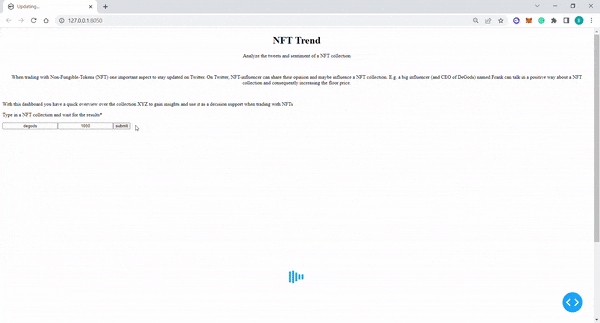 Updating...
127.0.0.1:8050
NFT Trend
Analyze the tweets and sentiment of a NFT collection
When trading with Non-Fungible-Tokens (NFT) one important aspect to stay updated on Twitter. On Twitter, NFT-influencer can share their opinion and maybe influence a NFT collection. E.g. a big influencer (and CEO of DeGods) named Frank can talk in a positive way about a NFT
collection and consequently increasing the floor price.
With this dashboard you have a quick overview over the collection XYZ to gain insights and use it as a decision support when trading with NFTs .
Type in a NFT collection and wait for the results*
degods 1000 submit